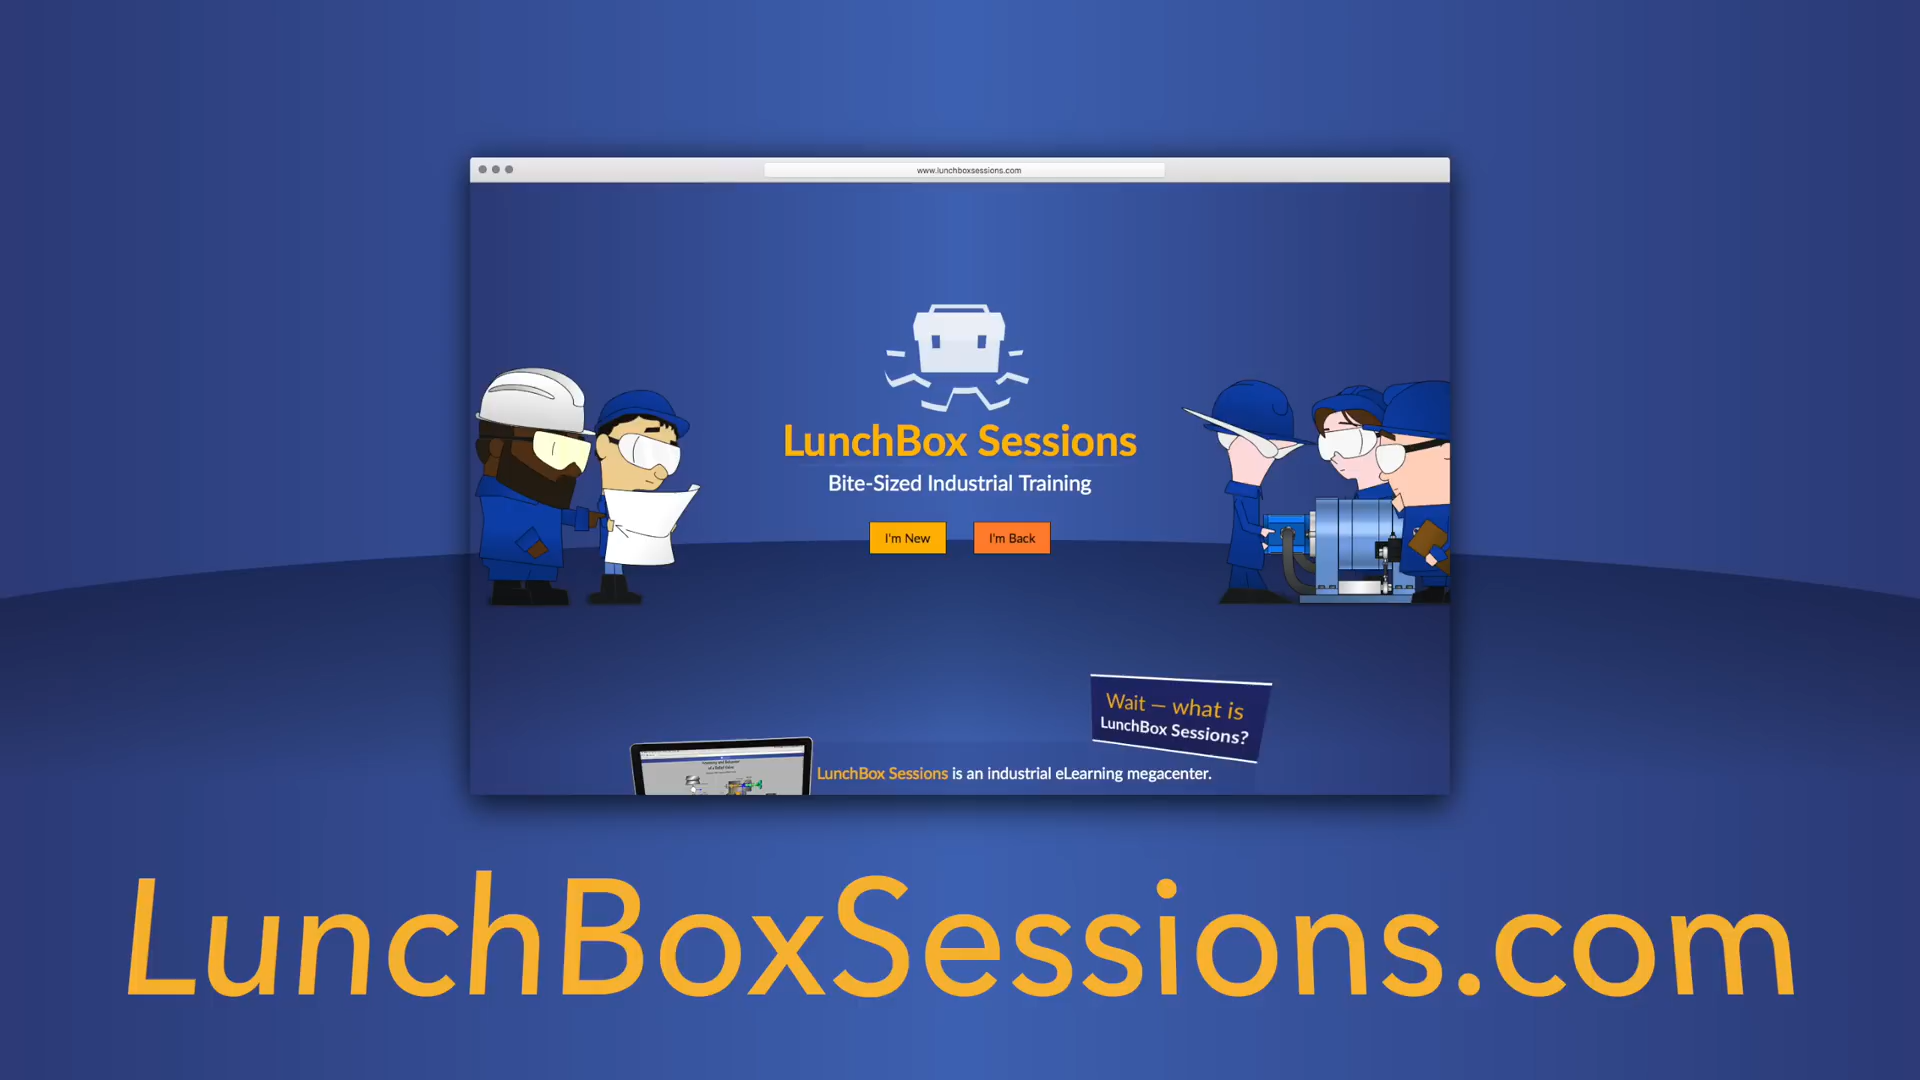 www.lunchboxsessions.com
LunchBox Sessions
Bite-Sized Industrial Training
I'm New
I'm Back
Wait — what is
LunchBox Sessions?
LunchBox Sessions is an industrial eLearning megacenter.
LunchBoxSessions.com